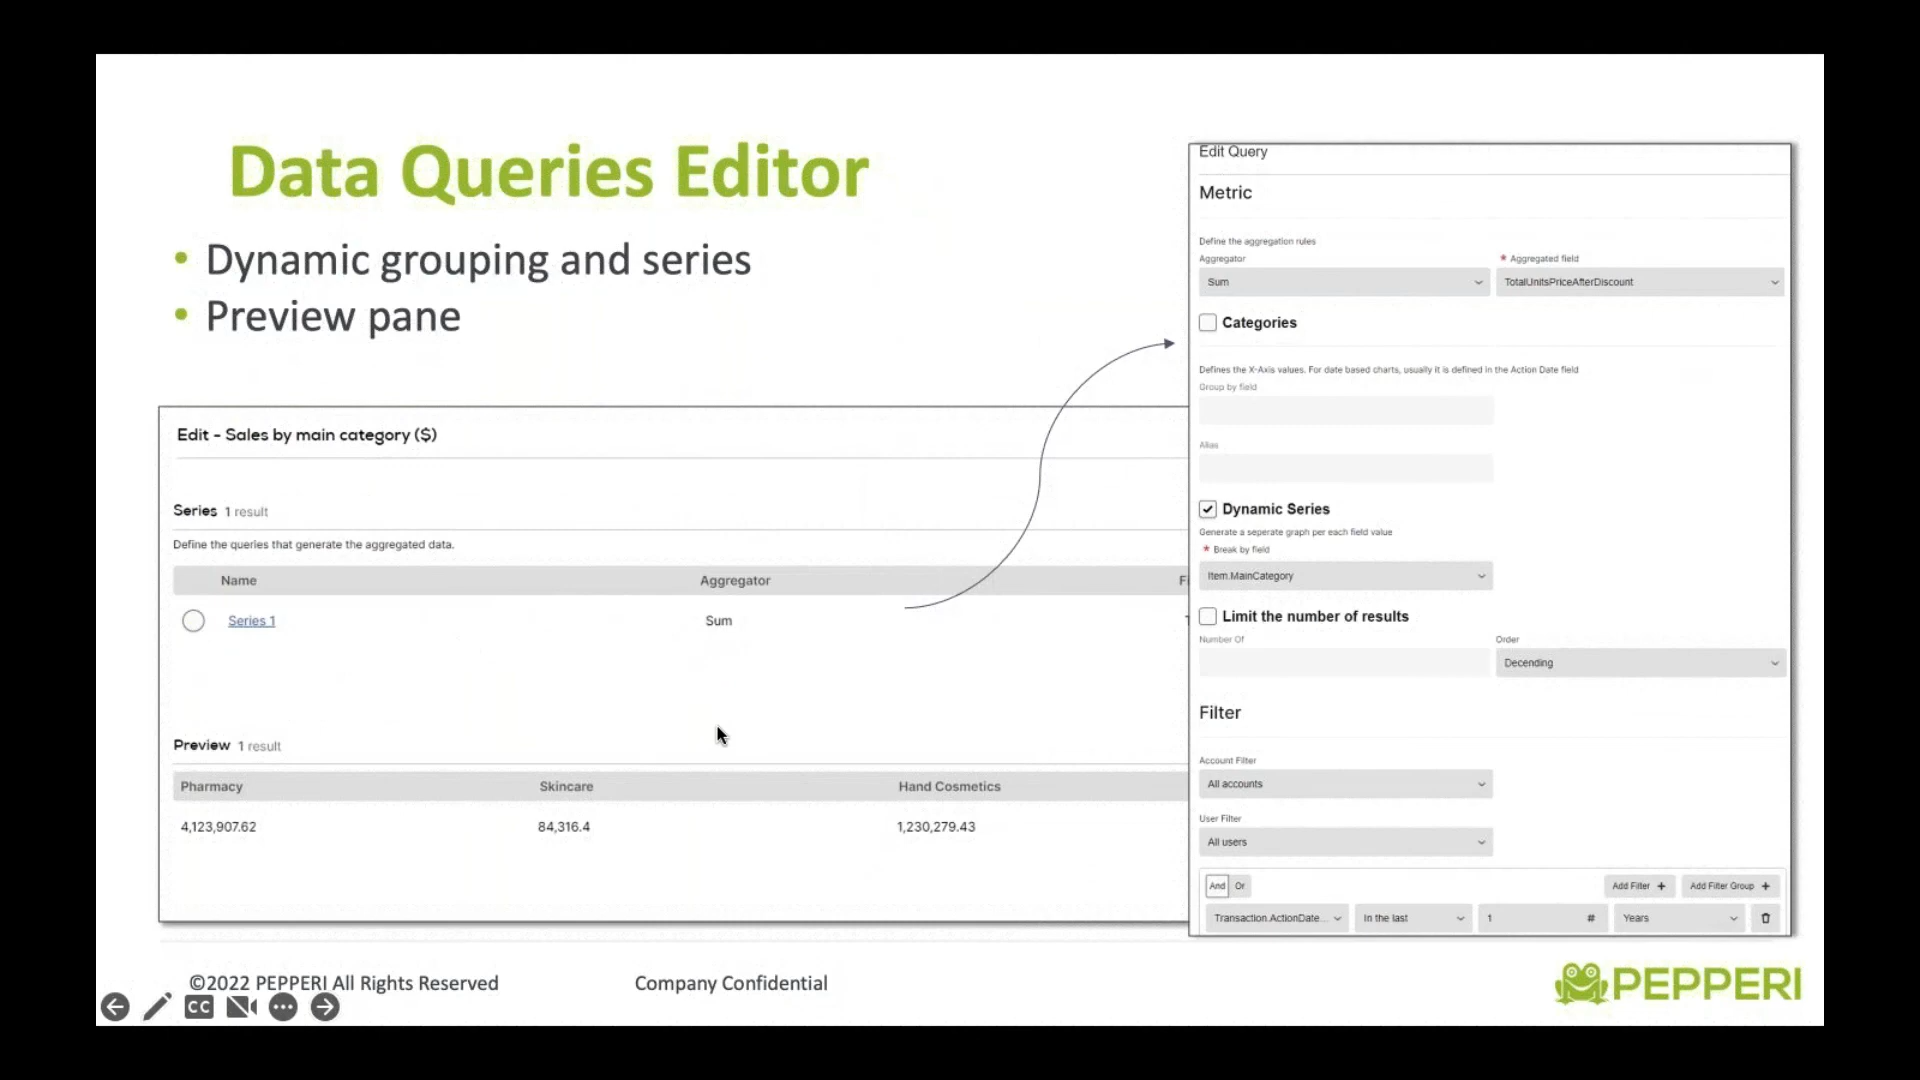 Data Queries Editor
• Dynamic grouping and series
• Preview pane
Edit - Sales by main category ($)
Series 1 result
Define the queries that generate the aggregated data.
Name Aggregator
Series 1 Sum
Preview 1 result
Pharmacy Skincare Hand Cosmetics
4,123,907.62 84,316.4 1,230,279.43
Edit Query
Metric
Define the aggregation rules
Aggregator * Aggregated field
Sum TotalUnitsPriceAfterDiscount
Categories
Defines the X-Axis values. For date based charts, usually it is defined in the Action Date field
Group by field
Alias
Dynamic Series
Generate a seperate graph per each field value
* Break by field
Item.MainCategory
Limit the number of results
Number Of Order
Decending
Filter
Account Filter
All accounts
User Filter
All users
And Or Add Filter + Add Filter Group +
Transaction.ActionDate... In the last 1 # Years
©2022 PEPPERI All Rights Reserved Company Confidential
CC
PEPPERI